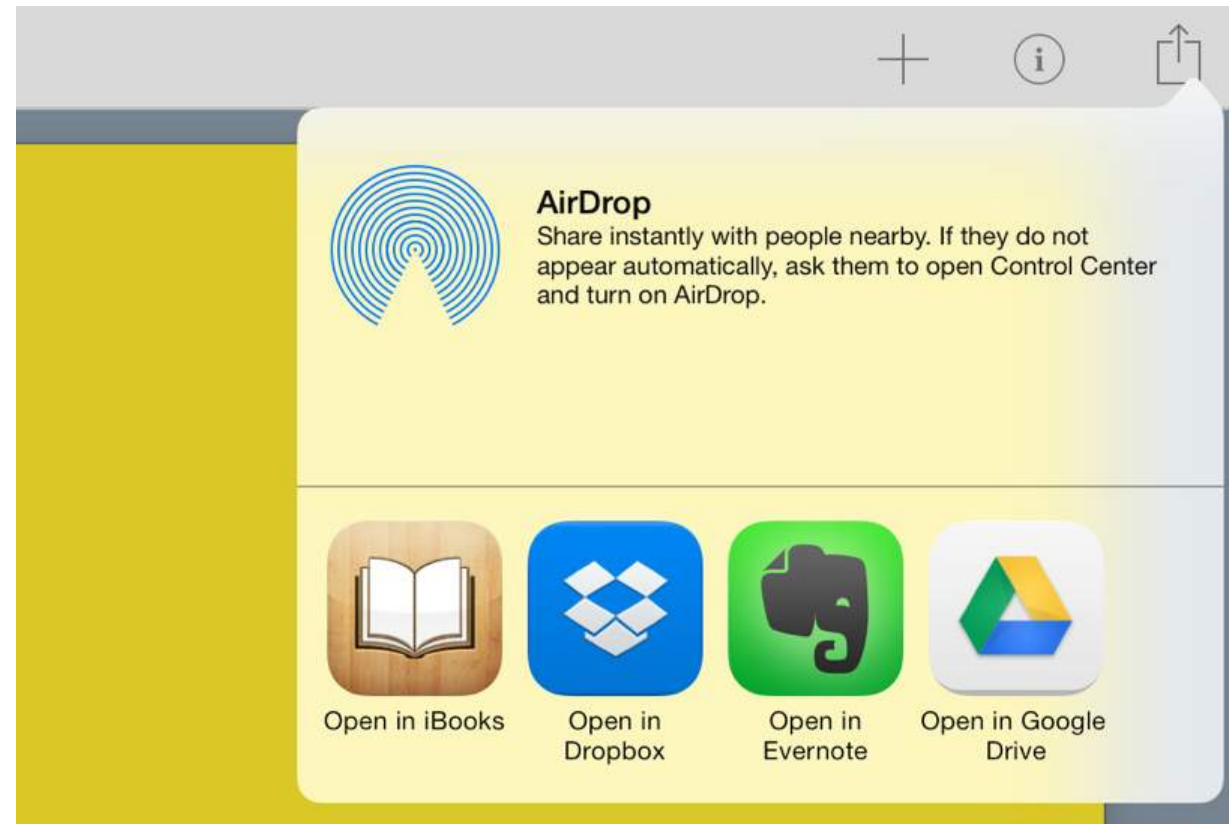 AirDrop
Share instantly with people nearby. If they do not
appear automatically, ask them to open Control Center
and turn on AirDrop.
Open in iBooks
Open in
Dropbox
Open in
Evernote
Open in Google
Drive